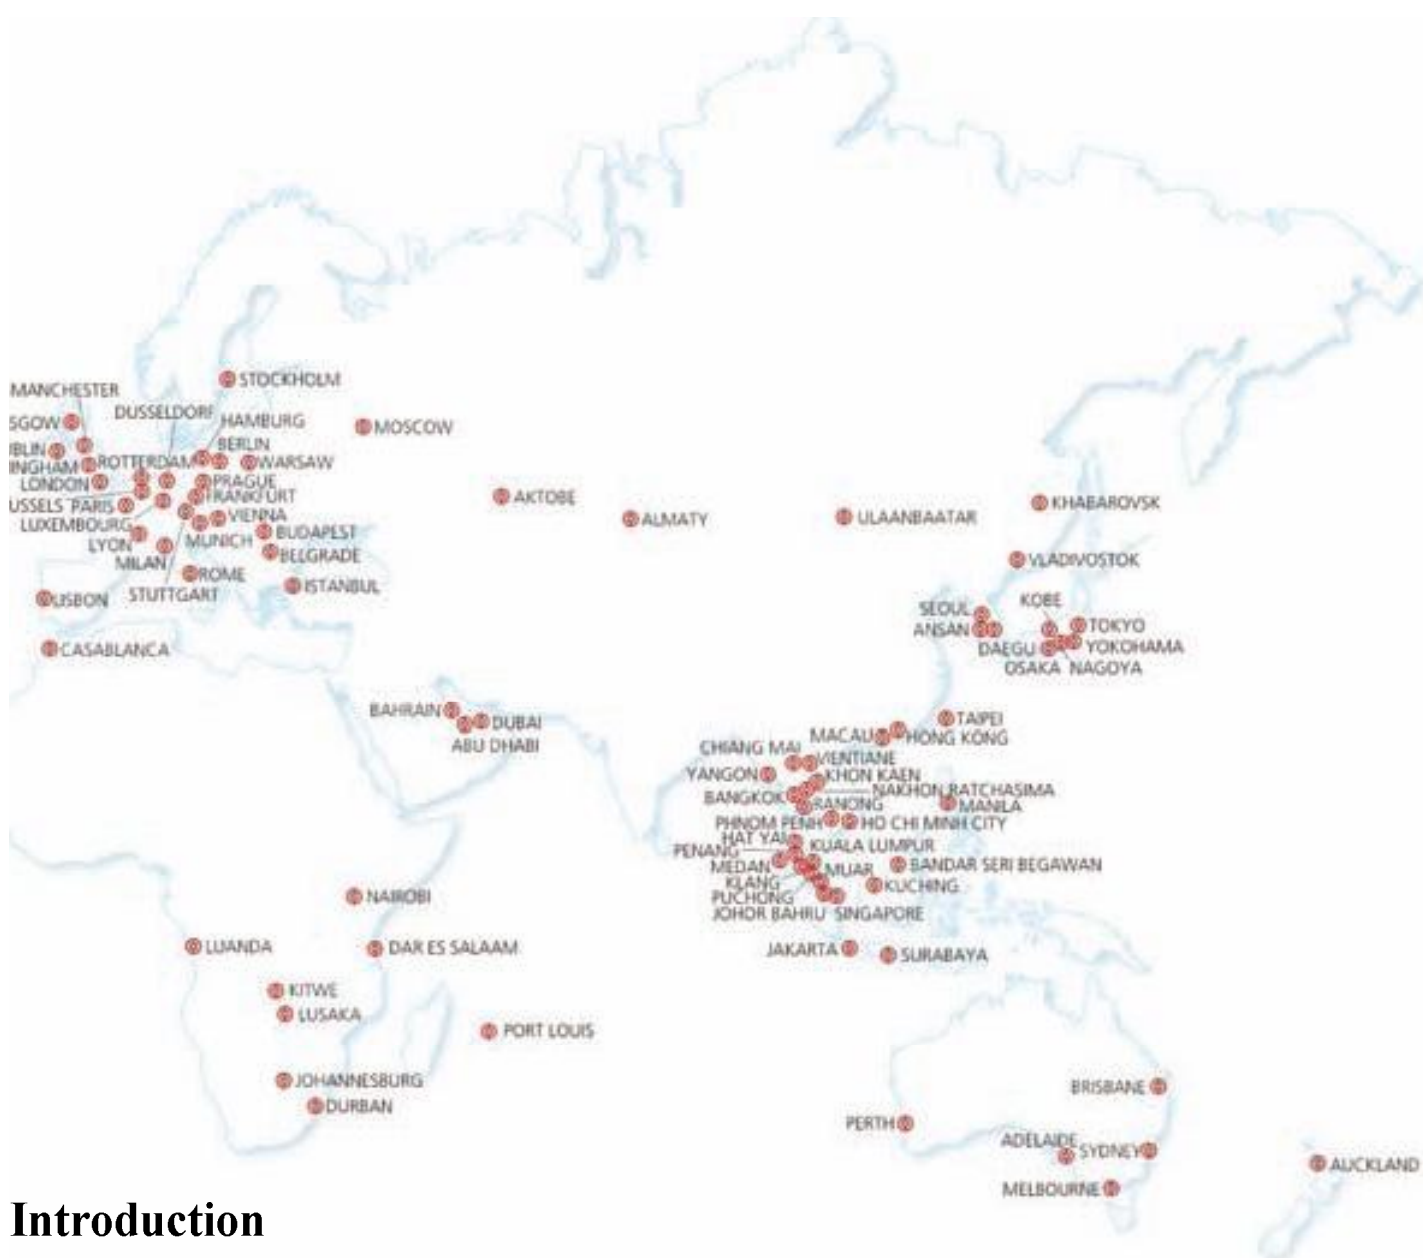 STOCKHOLM
MANCHESTER
DUSSELDORF
HAMBURG
SGOW
MOSCOW
BLIN
BERLIN
INGHAM
ROTTERDAM
WARSAW
LONDON
PRAGUE
FRANKFURT
AKTOBE
USSELS
PARIS
KHABAROVSK
VIENNA
ALMATY
ULAANBAATAR
LUXEMBOURG
BUDAPEST
LYON
MUNICH
BELGRADE
VLADIVOSTOK
MILAN
ROME
ISTANBUL
STUTTGART
LISBON
KOBE
SEOUL
ANSAN
TOKYO
CASABLANCA
DAEGU
YOKOHAMA
OSAKA
NAGOYA
BAHRAIN
DUBAI
TAIPEI
ABU DHABI
MACAU
HONG KONG
CHIANG MAI
VIENTIANE
YANGON
KHON KAEN
NAKHON RATCHASIMA
BANGKOK
RANONG
MANILA
PHNOM PENH
HO CHI MINH CITY
HAT YAI
KUALA LUMPUR
PENANG
MEDAN
MUAR
BANDAR SERI BEGAWAN
KLANG
KUCHING
PUCHONG
JOHOR BAHRU
SINGAPORE
NAIROBI
LUANDA
DAR ES SALAAM
JAKARTA
SURABAYA
KITWE
LUSAKA
PORT LOUIS
JOHANNESBURG
BRISBANE
DURBAN
PERTH
ADELAIDE
SYDNEY
AUCKLAND
MELBOURNE
Introduction